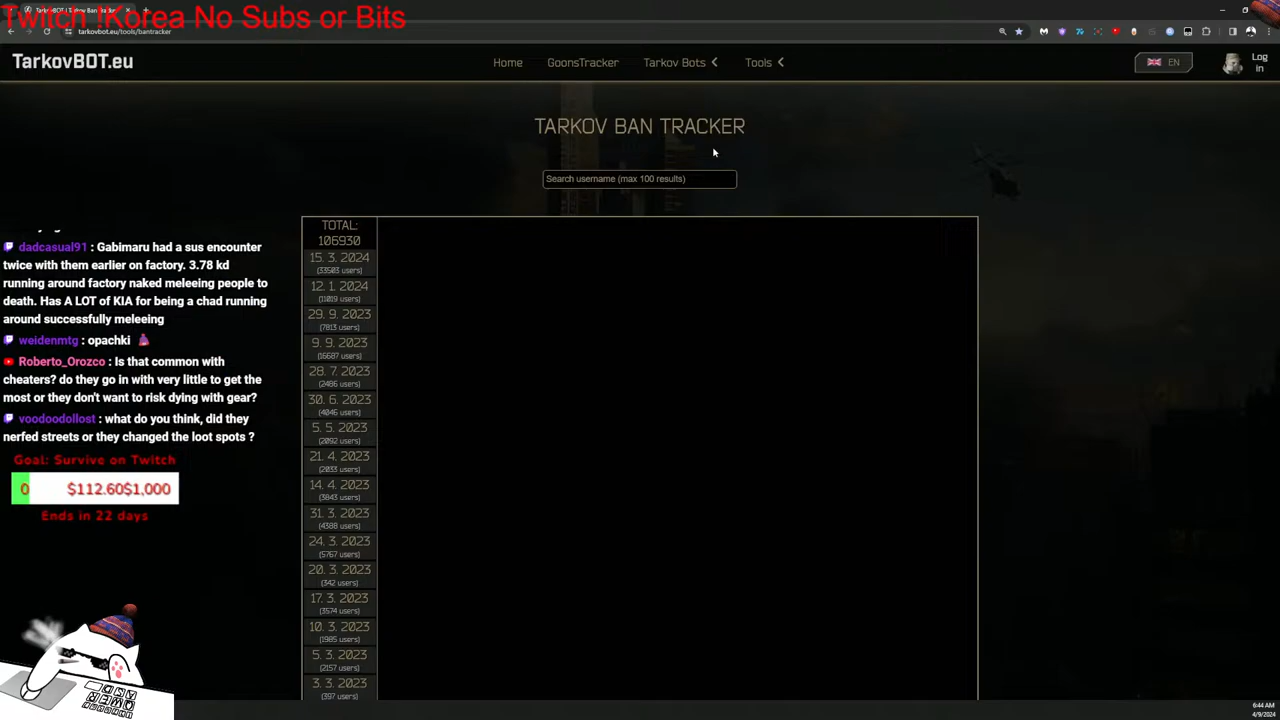 Twitch !Korea No Subs or Bits
TarkovBOT.eu | Tarkov Ban Track
tarkovbot.eu/tools/bantracker
TarkovBOT.eu
Home
GoonsTracker
Tarkov Bots
Tools
EN
Log
in
TARKOV BAN TRACKER
Search username (max 100 results)
dadcasual91 : Gabimaru had a sus encounter
twice with them earlier on factory. 3.78 kd
running around factory naked meleeing people to
death. Has A LOT of KIA for being a chad running
around successfully meleeing
weidenmtg : opachki
Roberto_Orozco : Is that common with
cheaters? do they go in with very little to get the
most or they don't want to risk dying with gear?
voodoodollost : what do you think, did they
nerfed streets or they changed the loot spots ?
Goal: Survive on Twitch
0 $112.60$1,000
Ends in 22 days
TOTAL:
106930
15. 3. 2024
(33503 users)
12. 1. 2024
(11019 users)
29. 9. 2023
(7813 users)
9. 9. 2023
(16687 users)
28. 7. 2023
(2486 users)
30. 6. 2023
(4046 users)
5. 5. 2023
(2092 users)
21. 4. 2023
(2033 users)
14. 4. 2023
(3843 users)
31. 3. 2023
(4388 users)
24. 3. 2023
(5767 users)
20. 3. 2023
(342 users)
17. 3. 2023
(3574 users)
10. 3. 2023
(1985 users)
5. 3. 2023
(2157 users)
3. 3. 2023
(397 users)
6:44 AM
4/9/2024